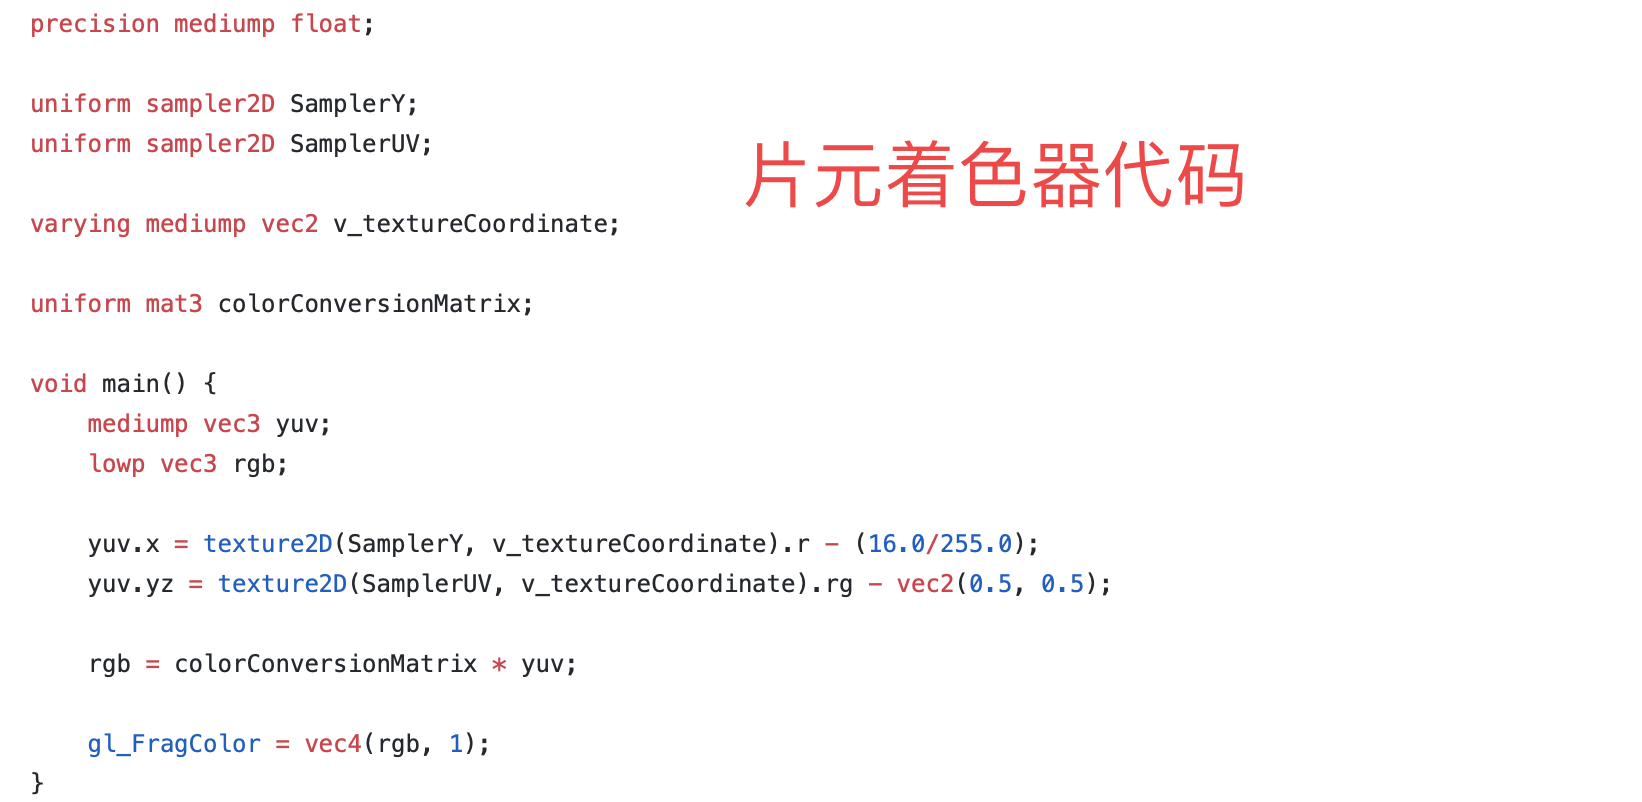 precision mediump float;
uniform sampler2D SamplerY;
uniform sampler2D SamplerUV;
片元着色器代码
varying mediump vec2 v_textureCoordinate;
uniform mat3 colorConversionMatrix;
void main() {
    mediump vec3 yuv;
    lowp vec3 rgb;
    yuv.x = texture2D(SamplerY, v_textureCoordinate).r - (16.0/255.0);
    yuv.yz = texture2D(SamplerUV, v_textureCoordinate).rg - vec2(0.5, 0.5);
    rgb = colorConversionMatrix * yuv;
    gl_FragColor = vec4(rgb, 1);
}